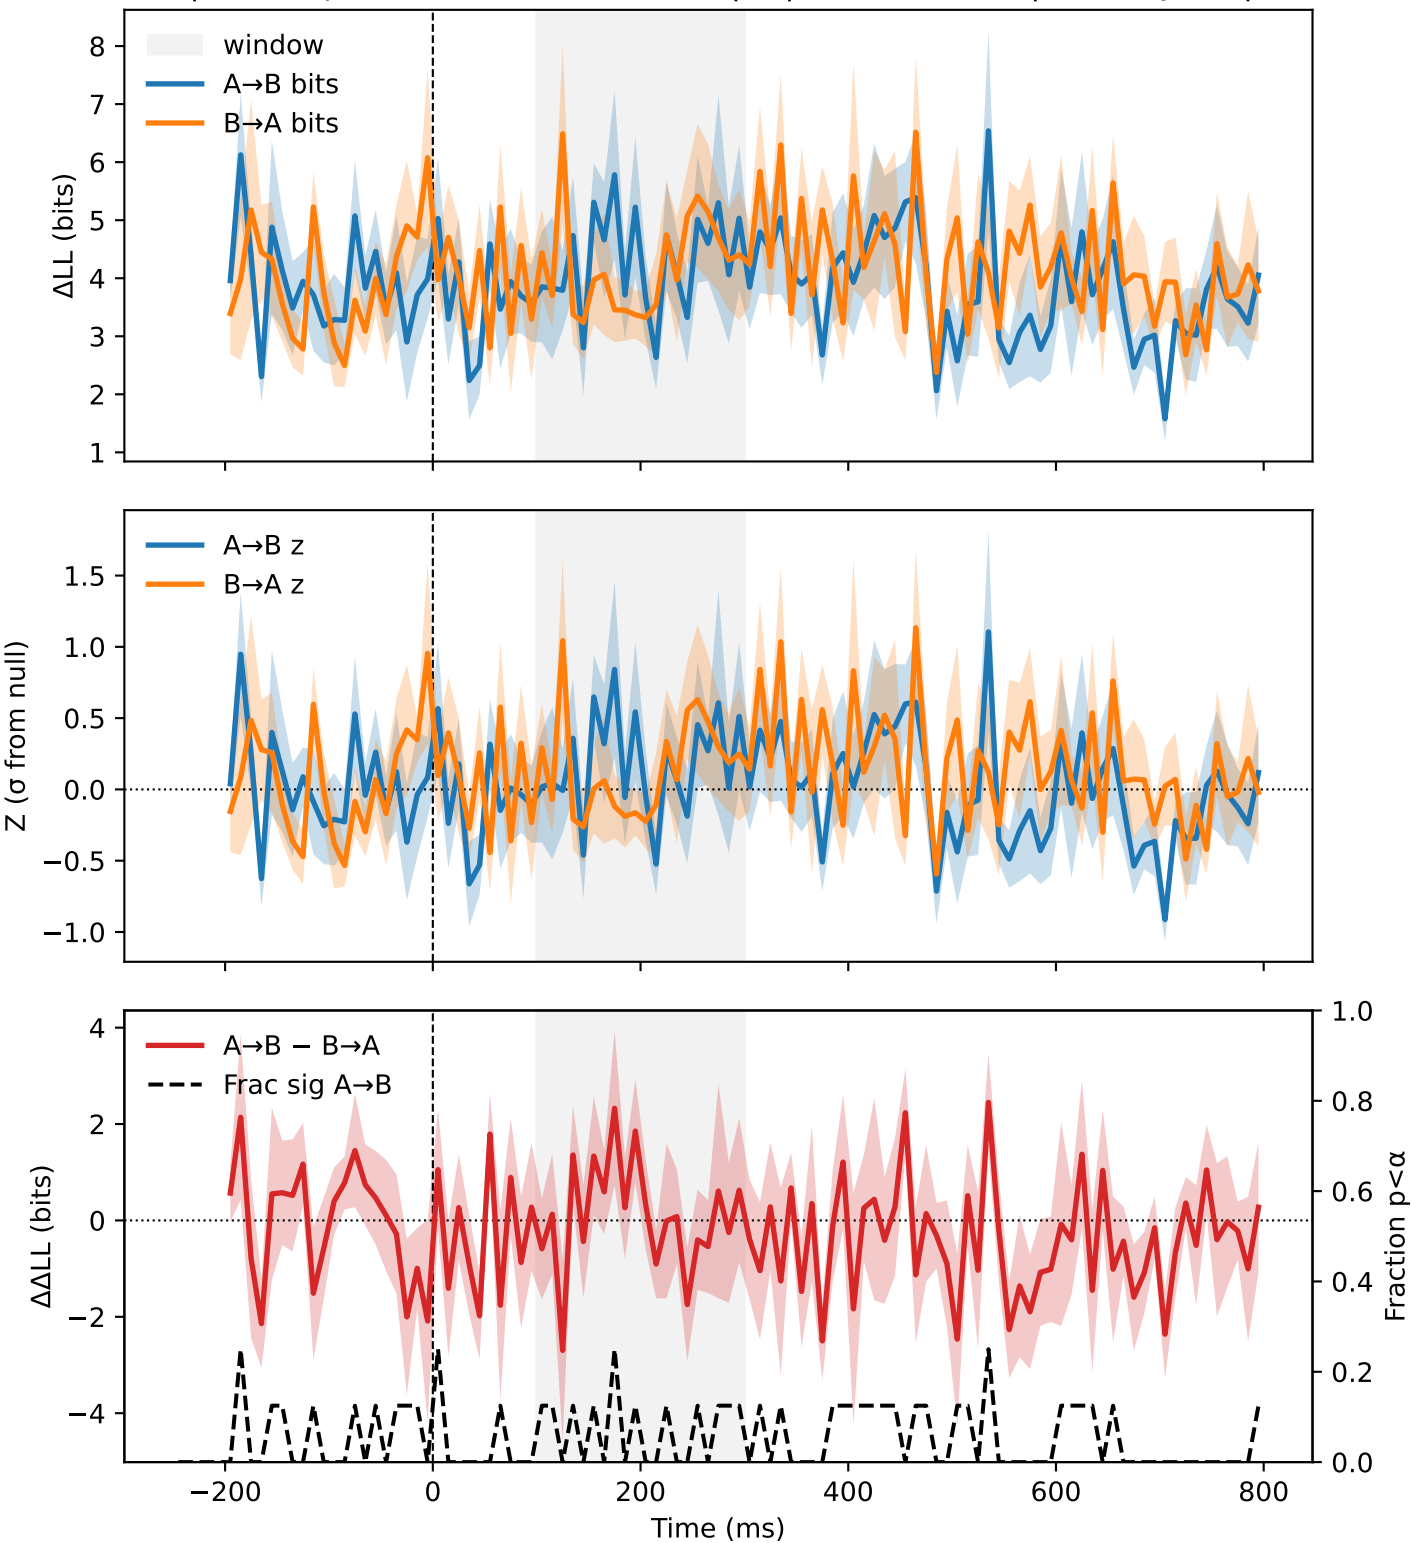 8
7
6
5
4
3
2
1
ΔLL (bits)
window
A→B bits
B→A bits
1.5
1.0
0.5
0.0
−0.5
−1.0
Z (σ from null)
A→B z
B→A z
4
2
0
−2
−4
ΔΔLL (bits)
A→B − B→A
Frac sig A→B
1.0
0.8
0.6
0.4
0.2
0.0
Fraction p<α
−200 0 200 400 600 800
Time (ms)